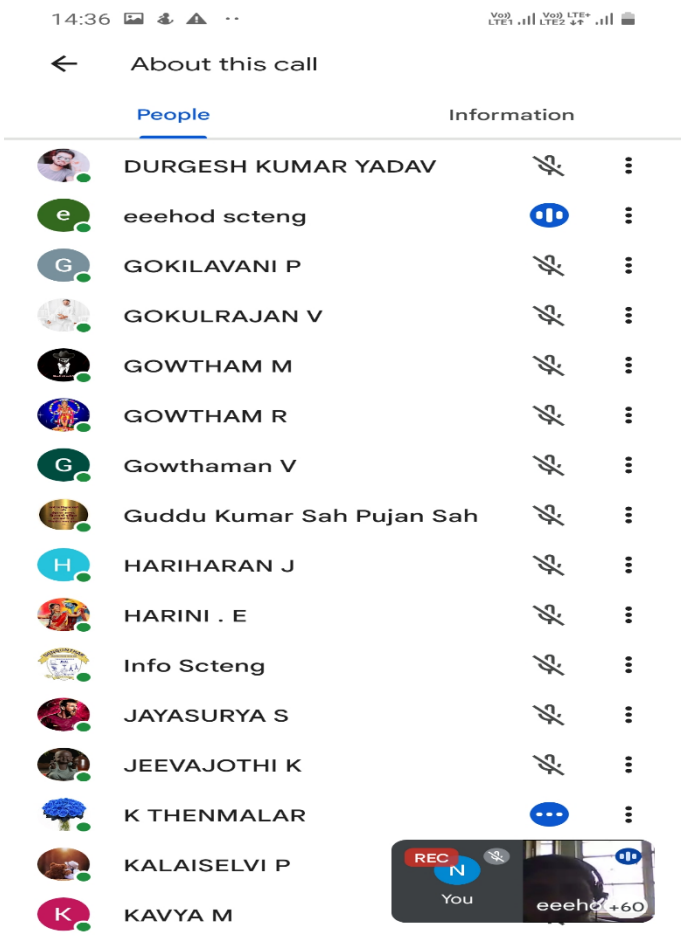 14:36
Vo)) LTE1 Vo)) LTE+ LTE2
About this call
People Information
DURGESH KUMAR YADAV
e eeehod scteng
G GOKILAVANI P
GOKULRAJAN V
GOWTHAM M
GOWTHAM R
G Gowthaman V
Guddu Kumar Sah Pujan Sah
H HARIHARAN J
HARINI . E
Info Scteng
JAYASURYA S
JEEVAJOTHI K
K THENMALAR
KALAISELVI P
REC
N
You
eeeho +60
K KAVYA M